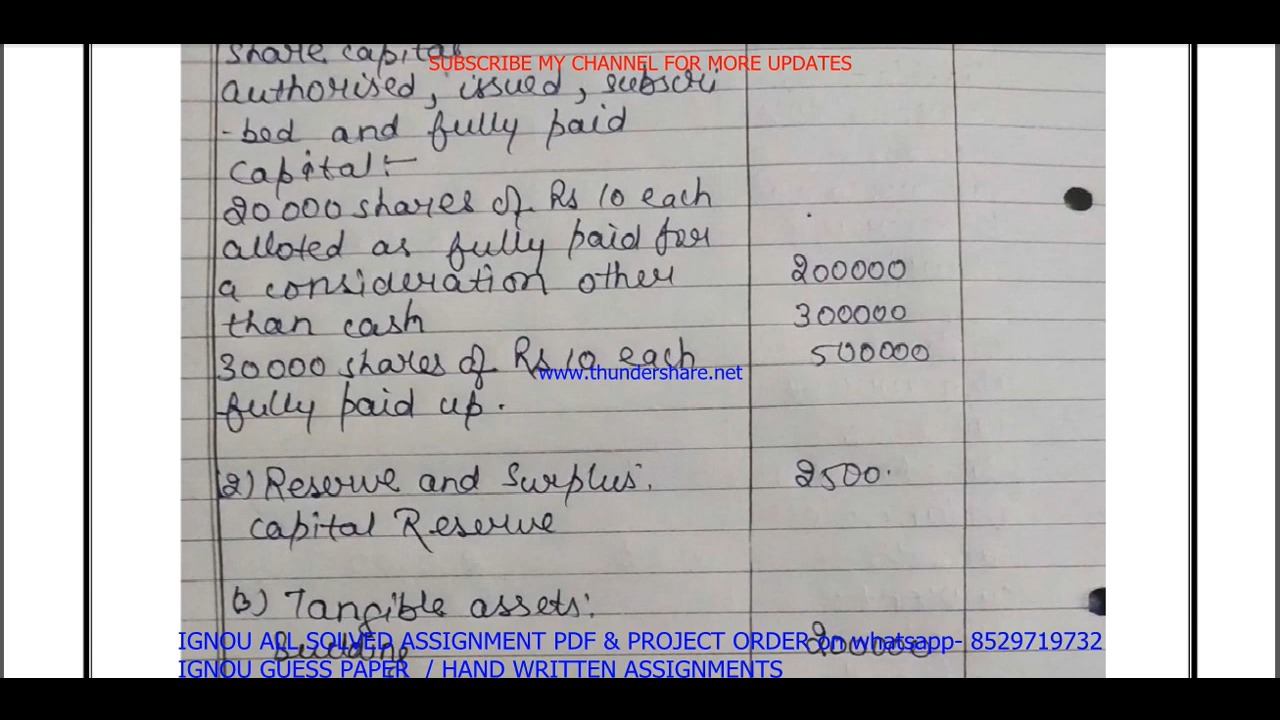 share capital
SUBSCRIBE MY CHANNEL FOR MORE UPDATES
authorised, issued, subscri
-bed and fully paid
capital:-
20000 shares of Rs 10 each
alloted as fully paid for
a consideration other 200000
than cash 300000
30000 shares of Rs 10 each 500000
www.thundershare.net
fully paid up.
(2) Reserve and Surplus: 2500.
capital Reserve
(3) Tangible assets:
Building 200000
IGNOU ALL SOLVED ASSIGNMENT PDF & PROJECT ORDER on whatsapp- 8529719732
IGNOU GUESS PAPER / HAND WRITTEN ASSIGNMENTS